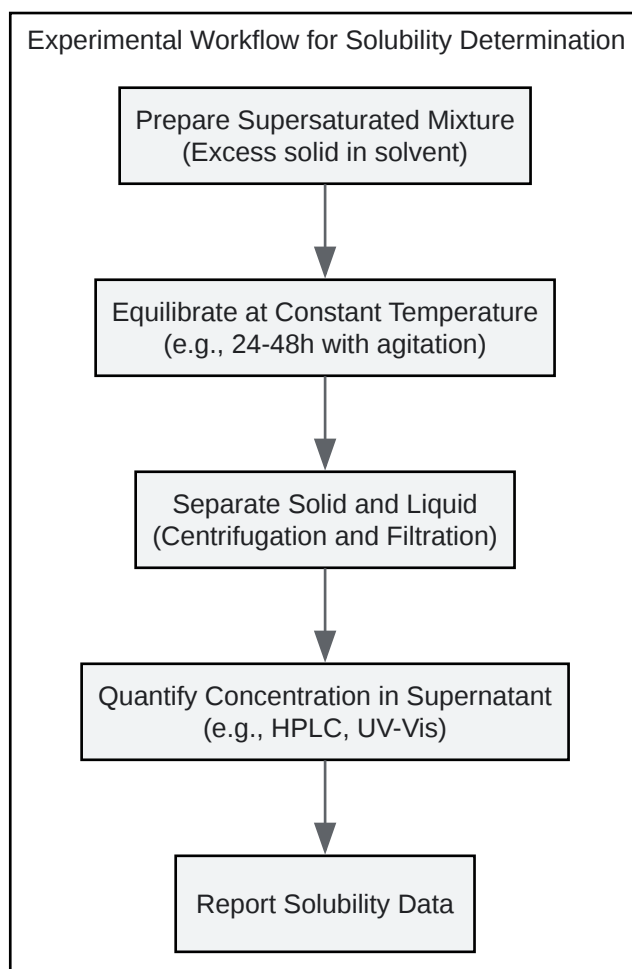 Experimental Workflow for Solubility Determination
Prepare Supersaturated Mixture
(Excess solid in solvent)
Equilibrate at Constant Temperature
(e.g., 24-48h with agitation)
Separate Solid and Liquid
(Centrifugation and Filtration)
Quantify Concentration in Supernatant
(e.g., HPLC, UV-Vis)
Report Solubility Data